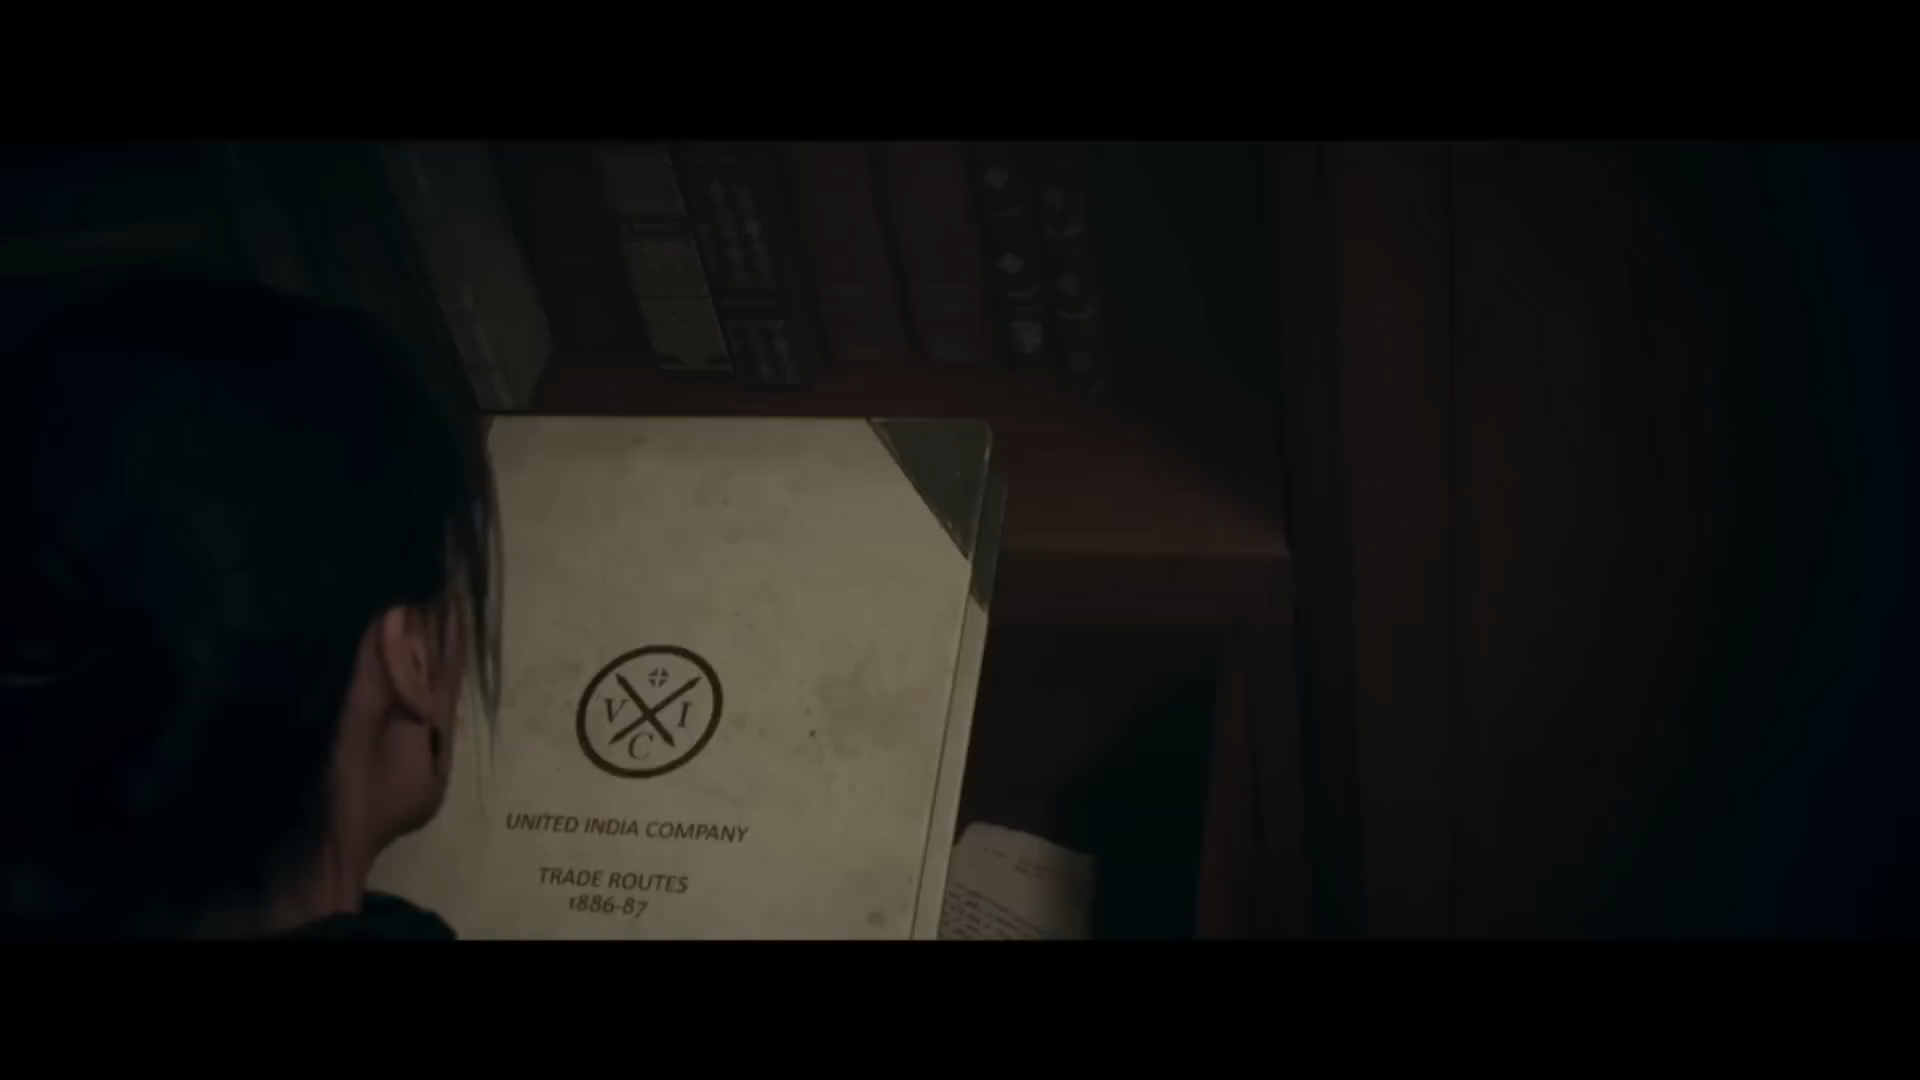 V I
C
UNITED INDIA COMPANY
TRADE ROUTES
1886-87